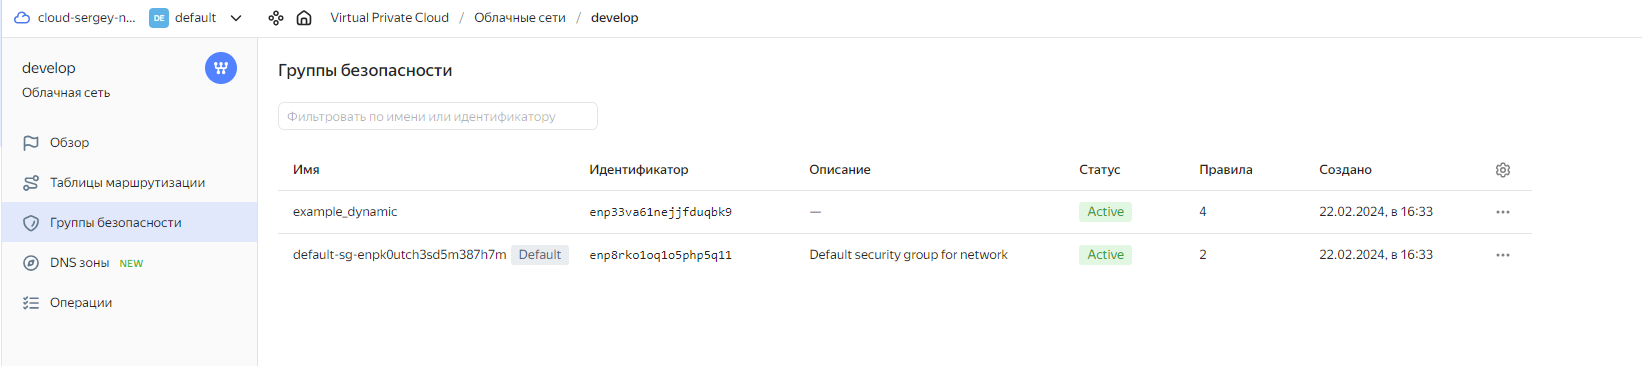 cloud-sergey-n... DE default Virtual Private Cloud / Облачные сети / develop
develop
Облачная сеть
Обзор
Таблицы маршрутизации
Группы безопасности
DNS зоны NEW
Операции
Группы безопасности
Фильтровать по имени или идентификатору
Имя Идентификатор Описание Статус Правила Создано
example_dynamic enp33va61nejjfduqbk9 — Active 4 22.02.2024, в 16:33
default-sg-enpk0utch3sd5m387h7m Default enp8rko1oq1o5php5q11 Default security group for network Active 2 22.02.2024, в 16:33